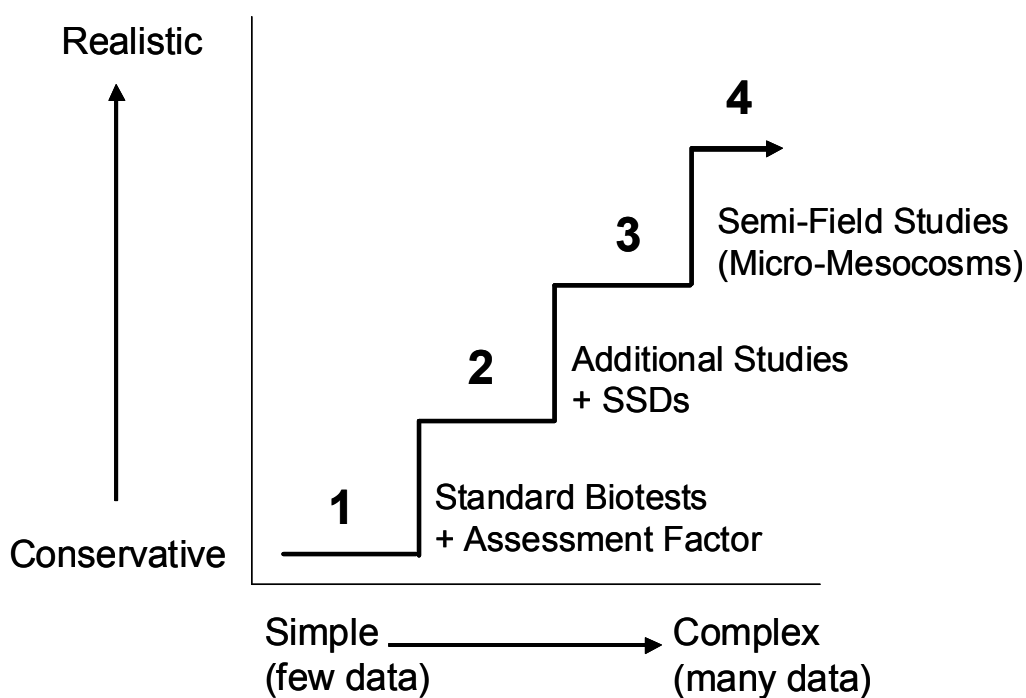 Realistic
4
3
Semi-Field Studies
(Micro-Mesocosms)
2
Additional Studies
+ SSDs
1
Standard Biotests
+ Assessment Factor
Conservative
Simple
(few data)
Complex
(many data)